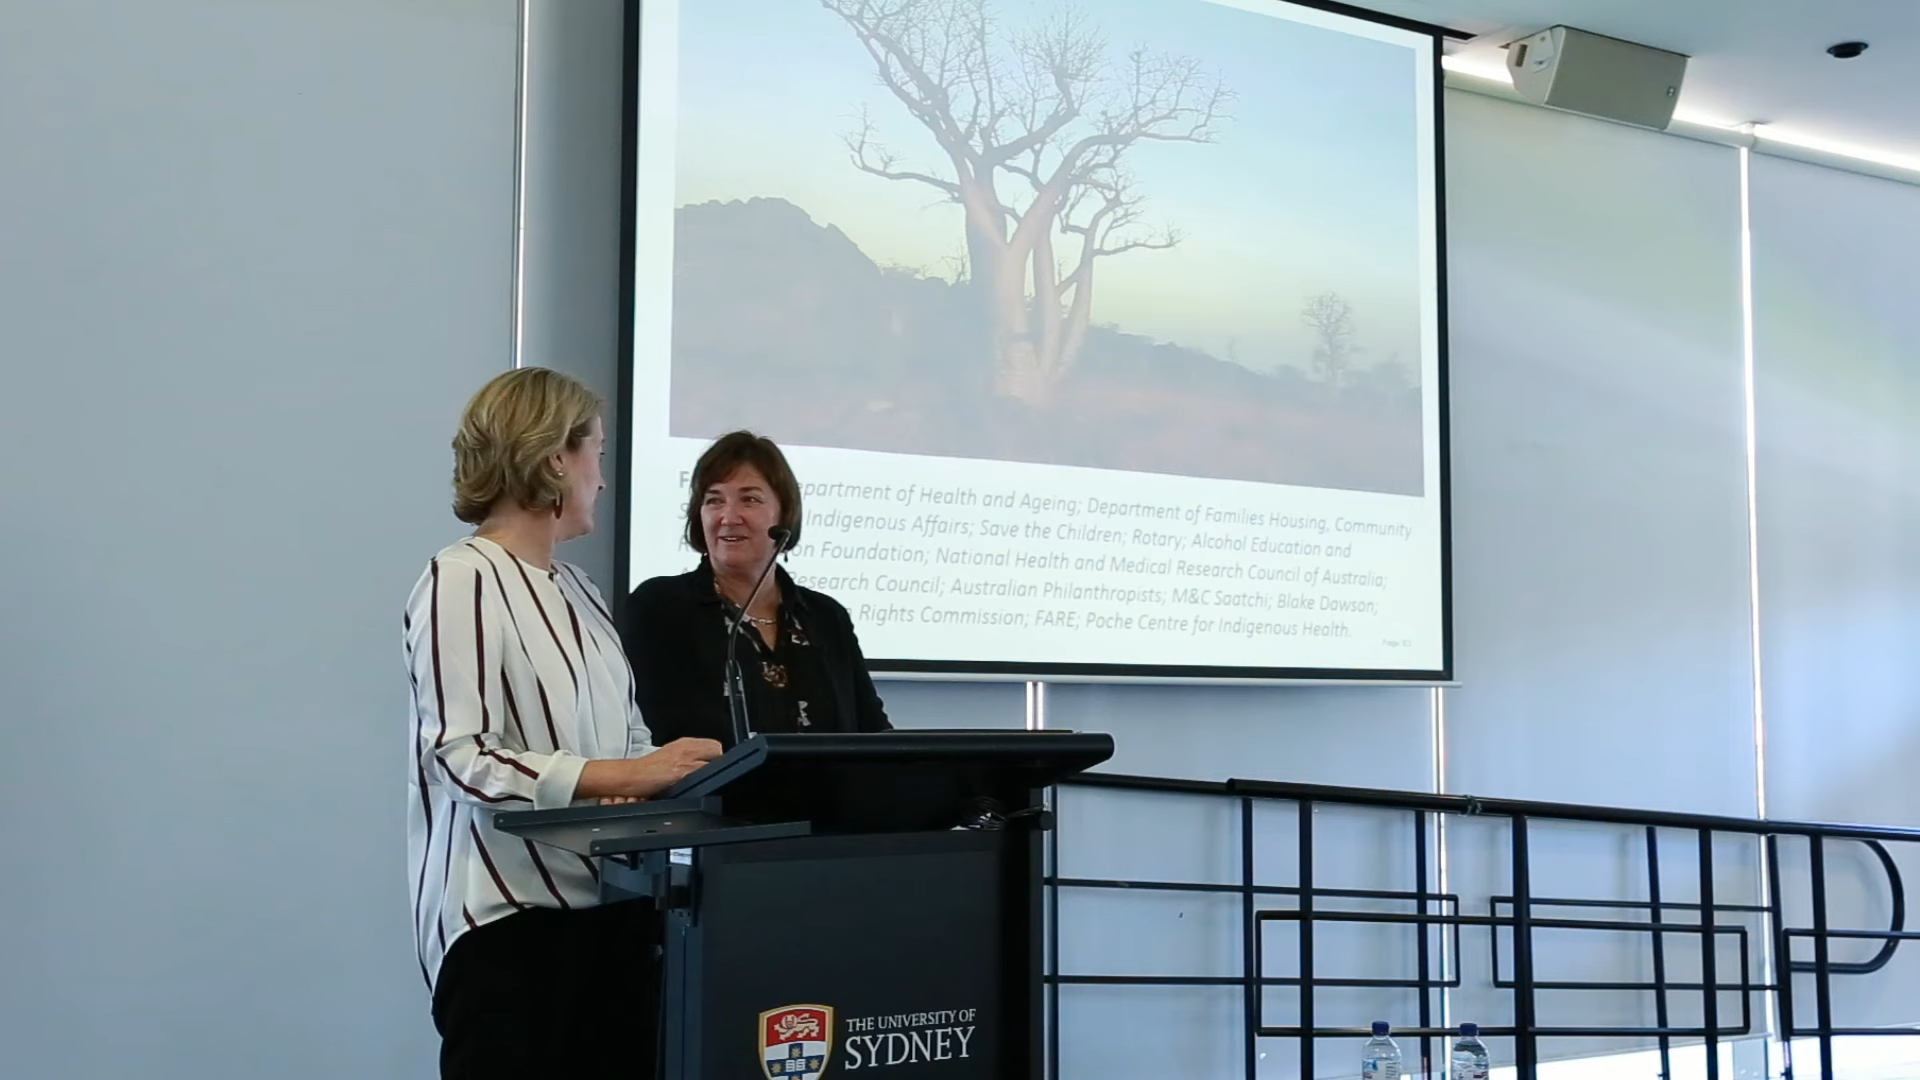 Department of Health and Ageing; Department of Families Housing, Community
Indigenous Affairs; Save the Children; Rotary; Alcohol Education and
Foundation; National Health and Medical Research Council of Australia;
Research Council; Australian Philanthropists; M&C Saatchi; Blake Dawson;
Rights Commission; FARE; Poche Centre for Indigenous Health.
THE UNIVERSITY OF
SYDNEY